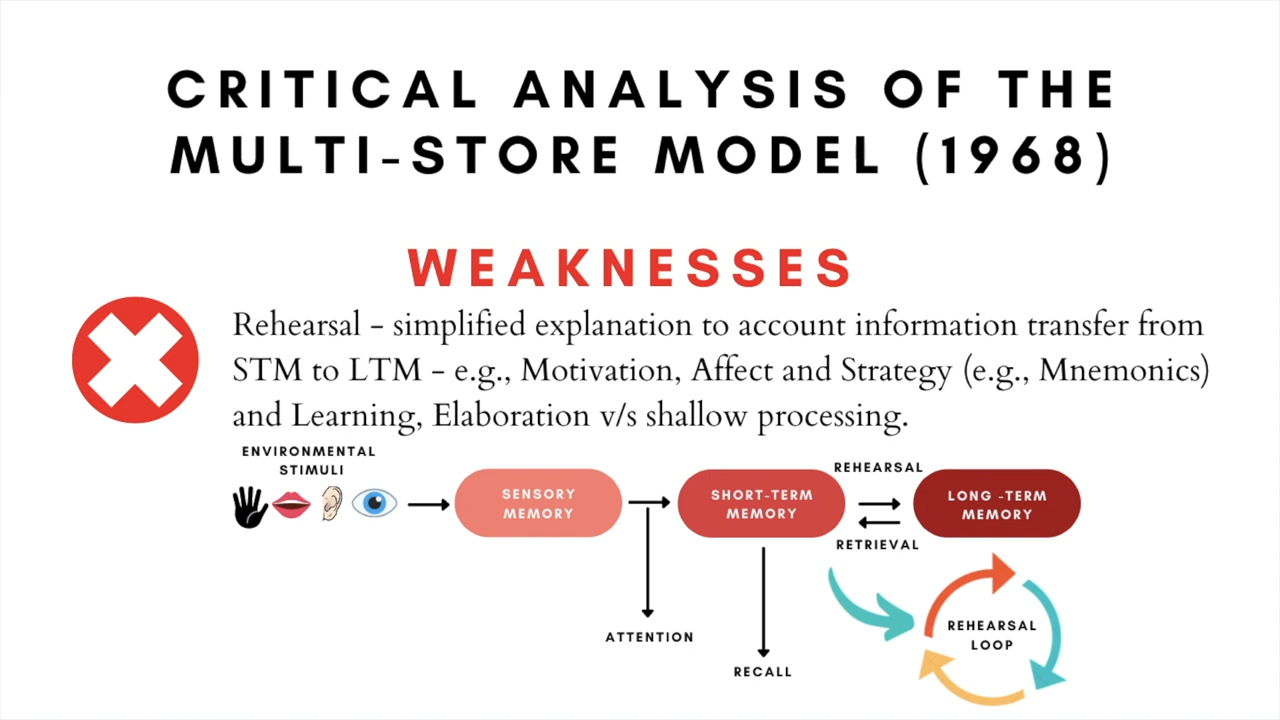 CRITICAL ANALYSIS OF THE
MULTI-STORE MODEL (1968)
WEAKNESSES
Rehearsal – simplified explanation to account information transfer from
STM to LTM – e.g., Motivation, Affect and Strategy (e.g., Mnemonics)
and Learning, Elaboration v/s shallow processing.
ENVIRONMENTAL
STIMULI
SENSORY
MEMORY
SHORT-TERM
MEMORY
REHEARSAL
RETRIEVAL
LONG -TERM
MEMORY
ATTENTION
RECALL
REHEARSAL
LOOP